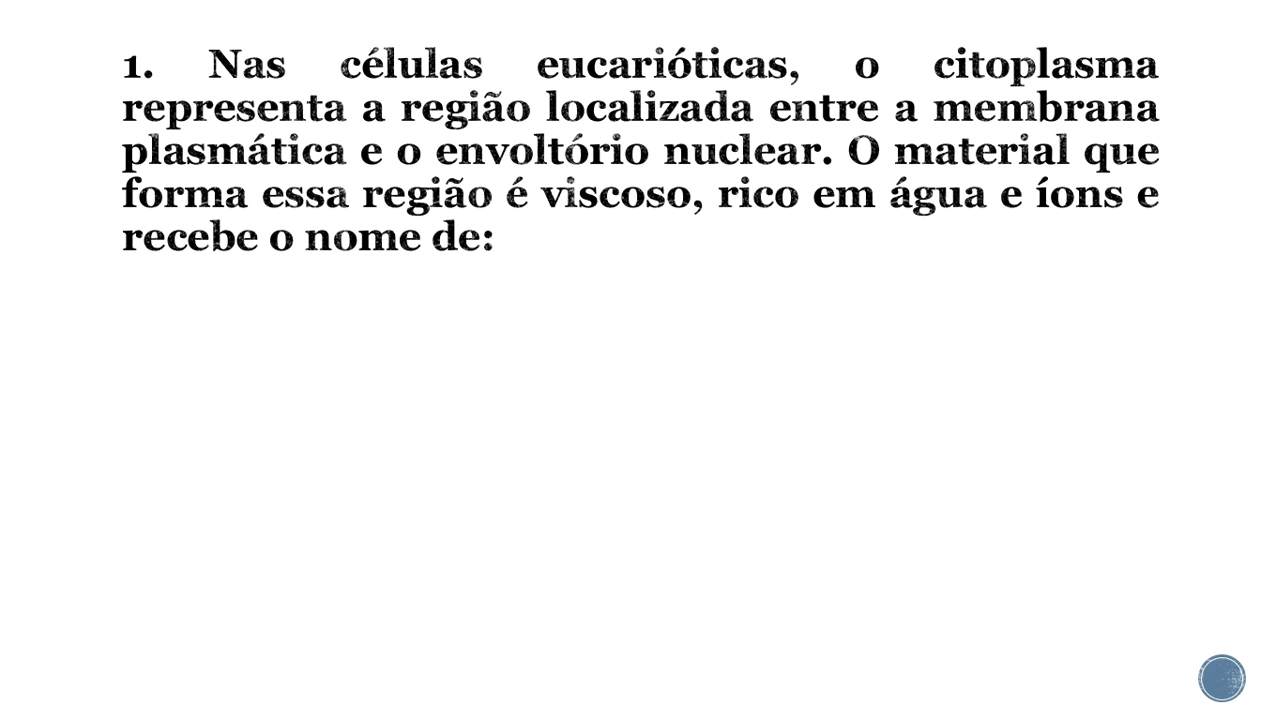 1. Nas células eucarióticas, o citoplasma
representa a região localizada entre a membrana
plasmática e o envoltório nuclear. O material que
forma essa região é viscoso, rico em água e íons e
recebe o nome de: